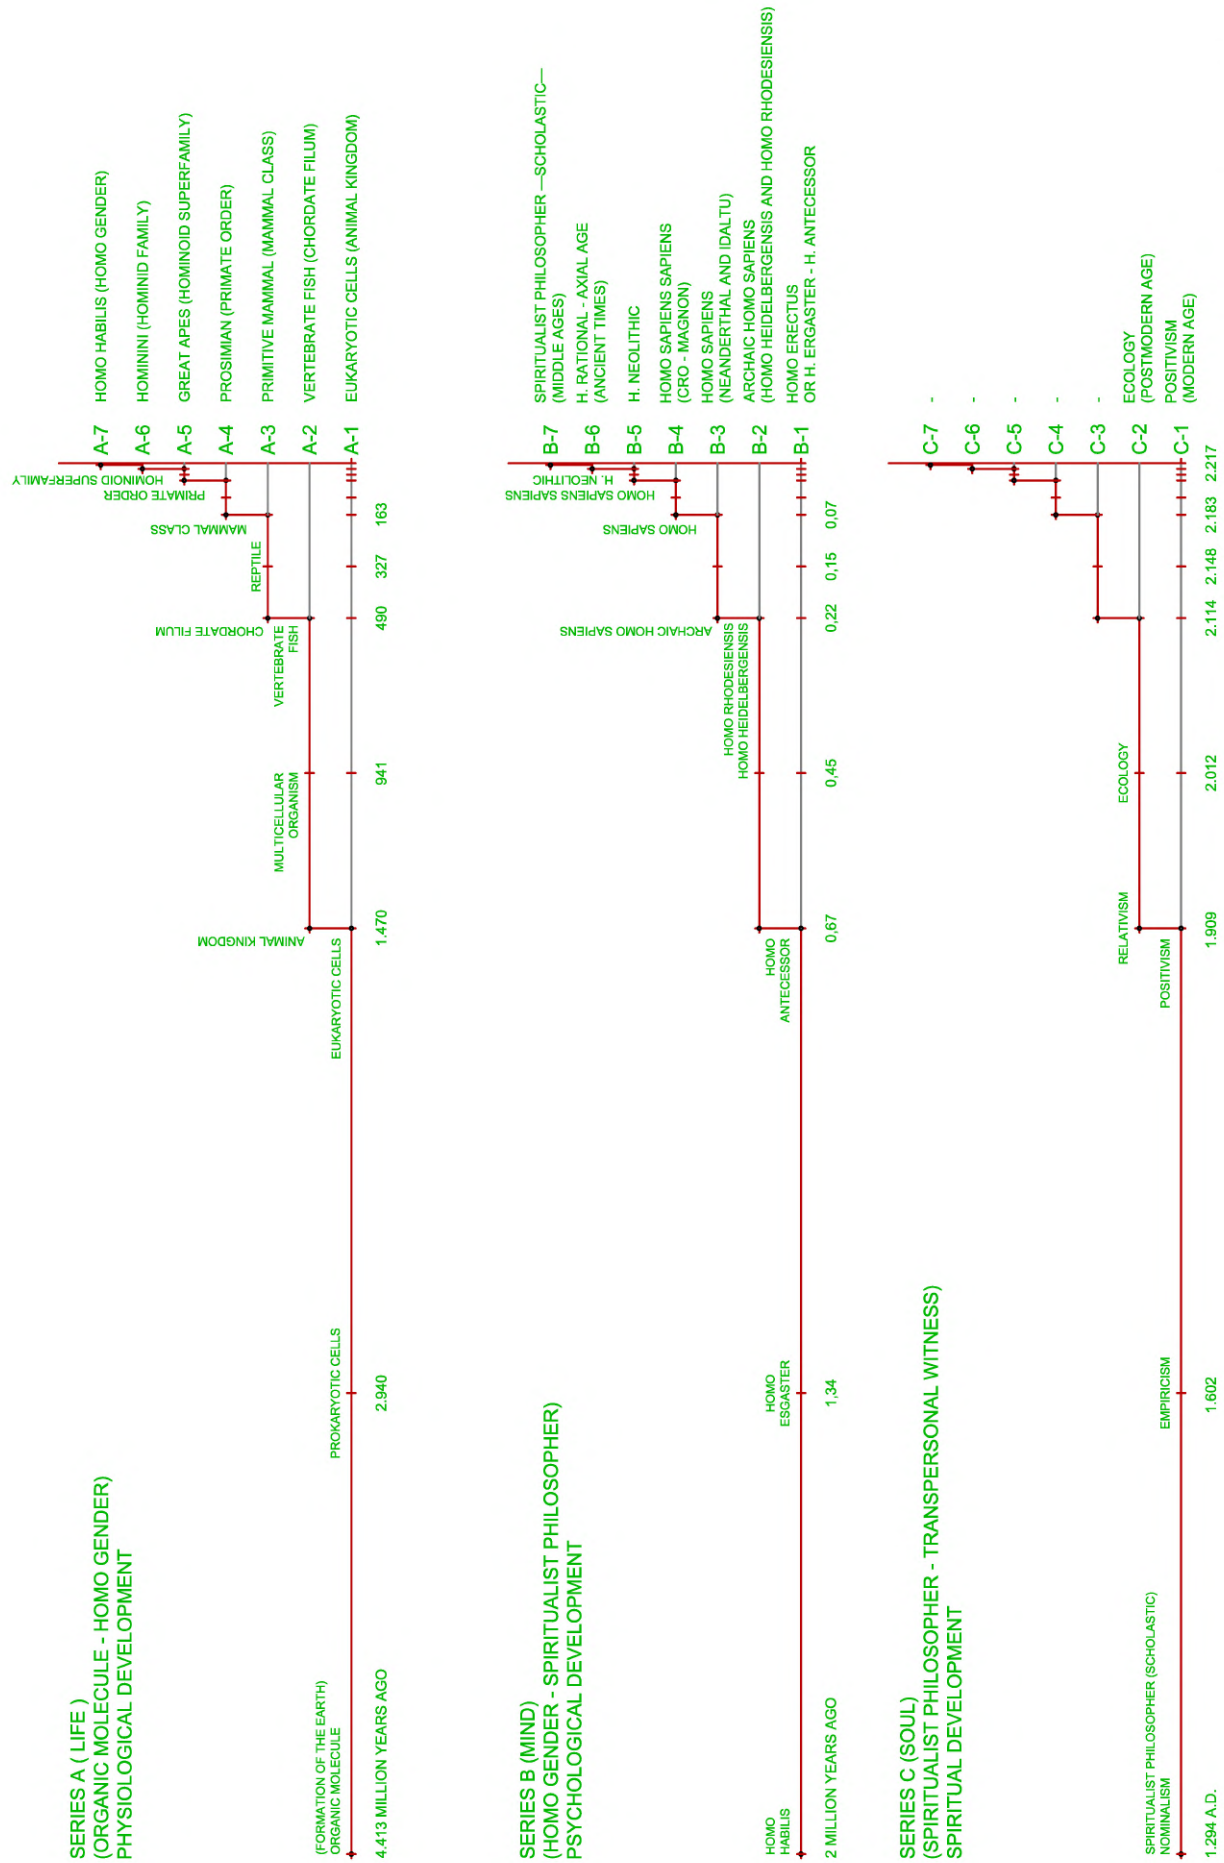 SERIES A ( LIFE )
(ORGANIC MOLECULE - HOMO GENDER)
PHYSIOLOGICAL DEVELOPMENT
(FORMATION OF THE EARTH)
ORGANIC MOLECULE
PROKARYOTIC CELLS
EUKARYOTIC CELLS
ANIMAL KINGDOM
MULTICELLULAR
ORGANISM
VERTEBRATE
FISH
CHORDATE FILUM
REPTILE
MAMMAL CLASS
PRIMATE ORDER
HOMINOID SUPERFAMILY
A-7 HOMO HABILIS (HOMO GENDER)
A-6 HOMININI (HOMINID FAMILY)
A-5 GREAT APES (HOMINOID SUPERFAMILY)
A-4 PROSIMIAN (PRIMATE ORDER)
A-3 PRIMITIVE MAMMAL (MAMMAL CLASS)
A-2 VERTEBRATE FISH (CHORDATE FILUM)
A-1 EUKARYOTIC CELLS (ANIMAL KINGDOM)
4.413 MILLION YEARS AGO 2.940 1.470 941 490 327 163
SERIES B (MIND)
(HOMO GENDER - SPIRITUALIST PHILOSOPHER)
PSYCHOLOGICAL DEVELOPMENT
HOMO
HABILIS
HOMO
ESGASTER
HOMO
ANTECESSOR
HOMO RHODESIENSIS
HOMO HEIDELBERGENSIS
ARCHAIC HOMO SAPIENS
HOMO SAPIENS
HOMO SAPIENS SAPIENS
H. NEOLITHIC
B-7 SPIRITUALIST PHILOSOPHER —SCHOLASTIC—
(MIDDLE AGES)
B-6 H. RATIONAL - AXIAL AGE
(ANCIENT TIMES)
B-5 H. NEOLITHIC
B-4 HOMO SAPIENS SAPIENS
(CRO - MAGNON)
B-3 HOMO SAPIENS
(NEANDERTHAL AND IDALTU)
B-2 ARCHAIC HOMO SAPIENS
(HOMO HEIDELBERGENSIS AND HOMO RHODESIENSIS)
B-1 HOMO ERECTUS
OR H. ERGASTER - H. ANTECESSOR
2 MILLION YEARS AGO 1,34 0,67 0,45 0,22 0,15 0,07
SERIES C (SOUL)
(SPIRITUALIST PHILOSOPHER - TRANSPERSONAL WITNESS)
SPIRITUAL DEVELOPMENT
SPIRITUALIST PHILOSOPHER (SCHOLASTIC)
NOMINALISM
EMPIRICISM
POSITIVISM
RELATIVISM
ECOLOGY
C-7 -
C-6 -
C-5 -
C-4 -
C-3 -
C-2 ECOLOGY
(POSTMODERN AGE)
C-1 POSITIVISM
(MODERN AGE)
1.294 A.D. 1.602 1.909 2.012 2.114 2.148 2.183 2.217